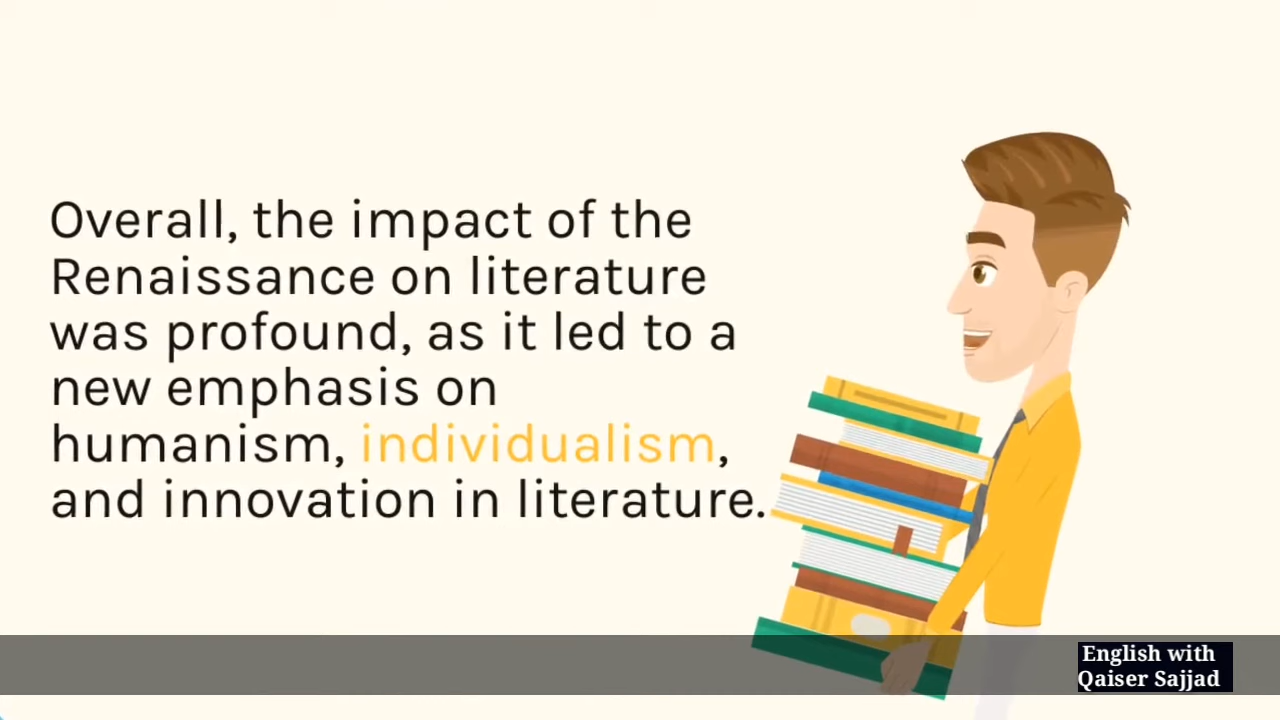 Overall, the impact of the
Renaissance on literature
was profound, as it led to a
new emphasis on
humanism, individualism,
and innovation in literature.
English with
Qaiser Sajjad